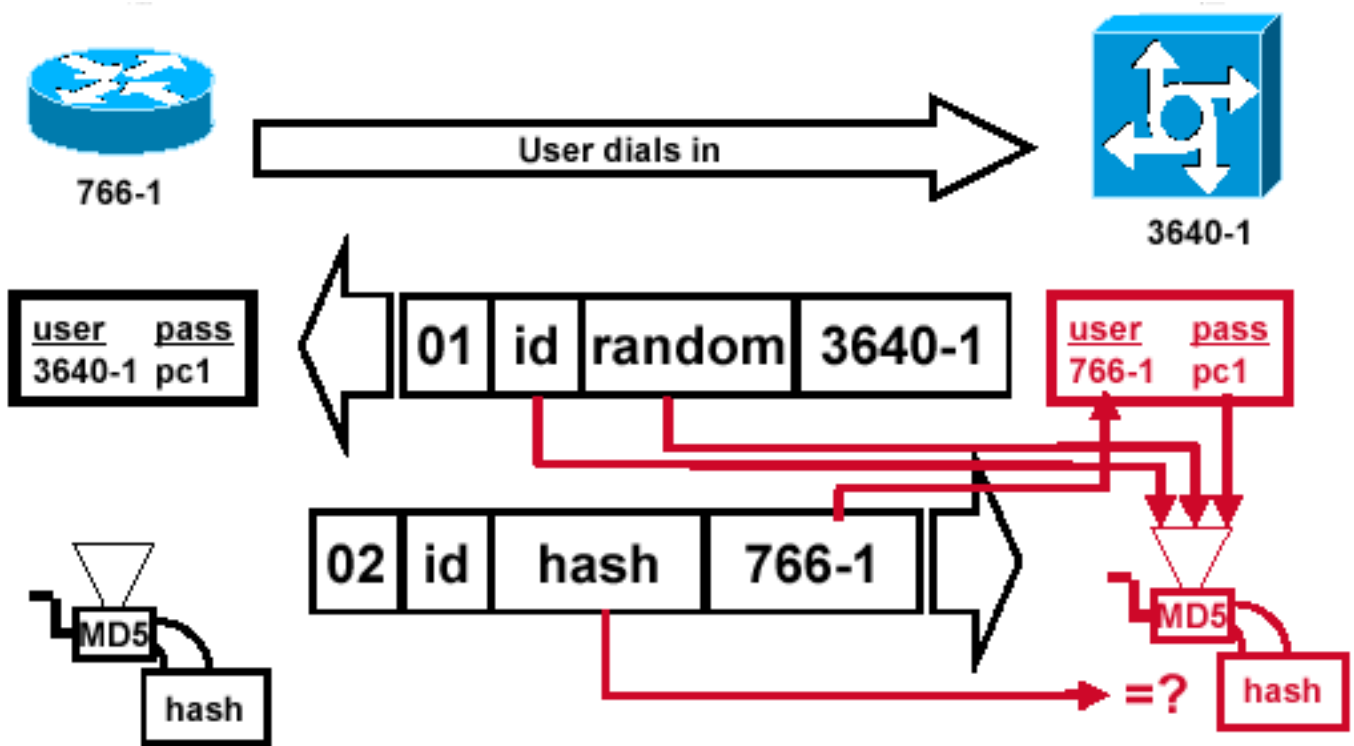 User dials in
766-1
3640-1
user pass
3640-1 pc1
01 id random 3640-1
user pass
766-1 pc1
02 id hash 766-1
MD5
hash
=?
MD5
hash